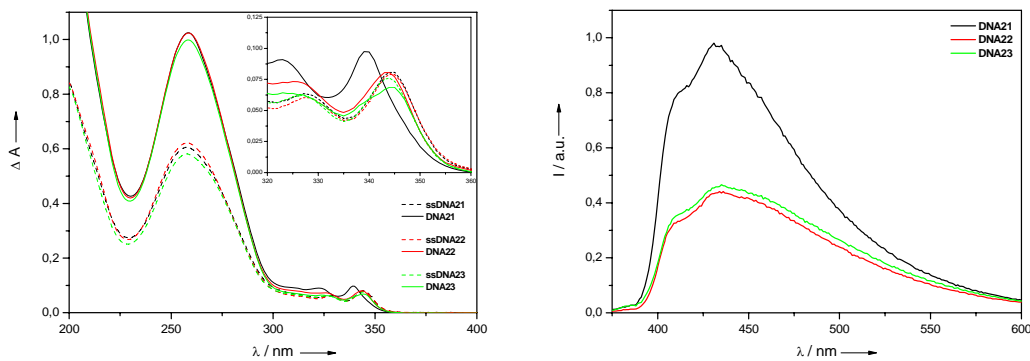 Δ A
1,0
0,8
0,6
0,4
0,2
0,0
200
250
300
350
400
λ / nm
0,125
0,100
0,075
0,050
0,025
0,000
320
330
340
350
360
ssDNA21
DNA21
ssDNA22
DNA22
ssDNA23
DNA23
I / a.u.
1,0
0,8
0,6
0,4
0,2
0,0
400
450
500
550
600
λ / nm
DNA21
DNA22
DNA23